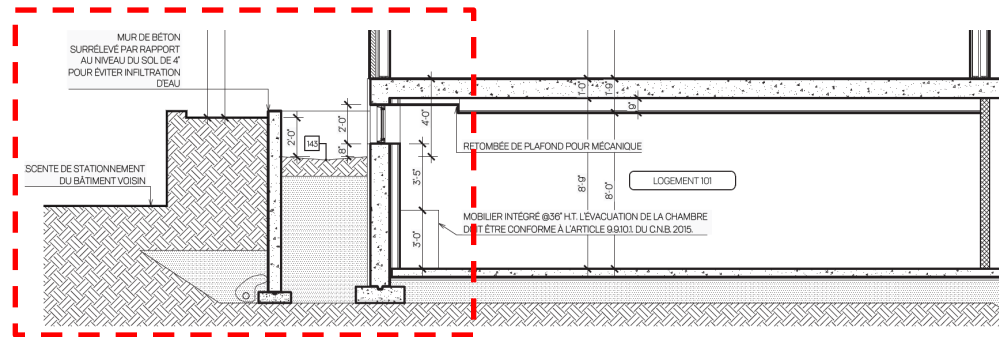 MUR DE BÉTON
SURRÉLEVÉ PAR RAPPORT
AU NIVEAU DU SOL DE 4"
POUR ÉVITER INFILTRATION
D'EAU
SCENTE DE STATIONNEMENT
DU BÂTIMENT VOISIN
2'-0"
143
2'-0"
8"
4'-0"
3'-5"
3'-0"
1'-0"
1'-9"
9"
RETOMBÉE DE PLAFOND POUR MÉCANIQUE
8'-9"
8'-0"
LOGEMENT 101
MOBILIER INTÉGRÉ @36" H.T. L'ÉVACUATION DE LA CHAMBRE
DOIT ÊTRE CONFORME À L'ARTICLE 9.9.10.1. DU C.N.B. 2015.